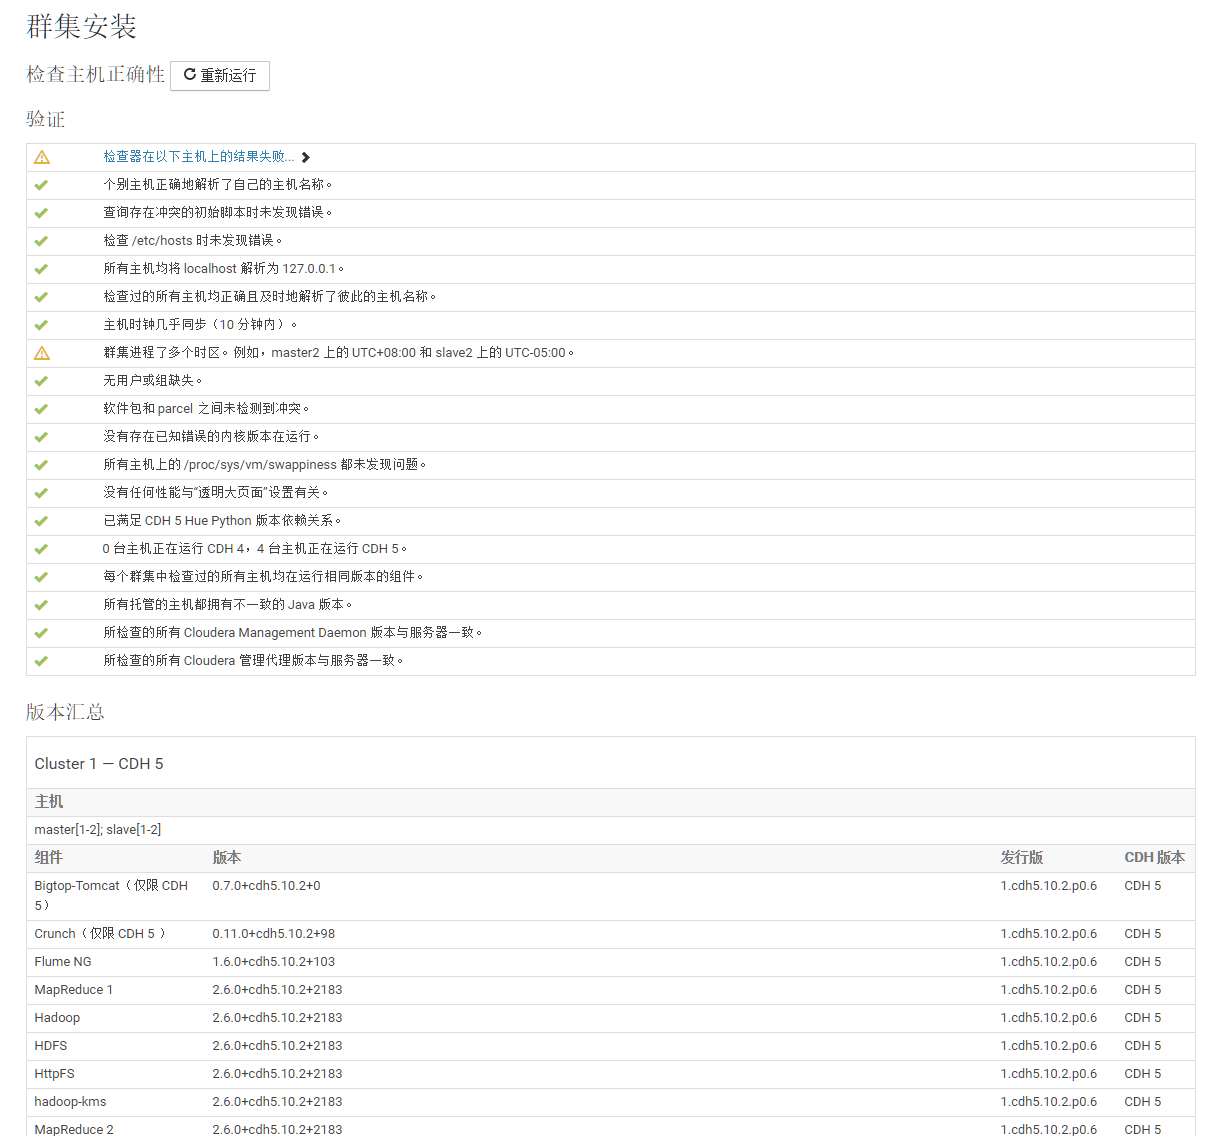 群集安装
检查主机正确性 重新运行
验证
检查器在以下主机上的结果失败...
个别主机正确地解析了自己的主机名称。
查询存在冲突的初始脚本时未发现错误。
检查 /etc/hosts 时未发现错误。
所有主机均将 localhost 解析为 127.0.0.1。
检查过的所有主机均正确且及时地解析了彼此的主机名称。
主机时钟几乎同步（10 分钟内）。
群集进程了多个时区。例如，master2 上的 UTC+08:00 和 slave2 上的 UTC-05:00。
无用户或组缺失。
软件包和 parcel 之间未检测到冲突。
没有存在已知错误的内核版本在运行。
所有主机上的 /proc/sys/vm/swappiness 都未发现问题。
没有任何性能与“透明大页面”设置有关。
已满足 CDH 5 Hue Python 版本依赖关系。
0 台主机正在运行 CDH 4，4 台主机正在运行 CDH 5。
每个群集中检查过的所有主机均在运行相同版本的组件。
所有托管的主机都拥有不一致的 Java 版本。
所检查的所有 Cloudera Management Daemon 版本与服务器一致。
所检查的所有 Cloudera 管理代理版本与服务器一致。
版本汇总
Cluster 1 — CDH 5
主机
master[1-2]; slave[1-2]
组件 版本 发行版 CDH 版本
Bigtop-Tomcat（仅限 CDH 0.7.0+cdh5.10.2+0 1.cdh5.10.2.p0.6 CDH 5
5）
Crunch（仅限 CDH 5 ） 0.11.0+cdh5.10.2+98 1.cdh5.10.2.p0.6 CDH 5
Flume NG 1.6.0+cdh5.10.2+103 1.cdh5.10.2.p0.6 CDH 5
MapReduce 1 2.6.0+cdh5.10.2+2183 1.cdh5.10.2.p0.6 CDH 5
Hadoop 2.6.0+cdh5.10.2+2183 1.cdh5.10.2.p0.6 CDH 5
HDFS 2.6.0+cdh5.10.2+2183 1.cdh5.10.2.p0.6 CDH 5
HttpFS 2.6.0+cdh5.10.2+2183 1.cdh5.10.2.p0.6 CDH 5
hadoop-kms 2.6.0+cdh5.10.2+2183 1.cdh5.10.2.p0.6 CDH 5
MapReduce 2 2.6.0+cdh5.10.2+2183 1.cdh5.10.2.p0.6 CDH 5